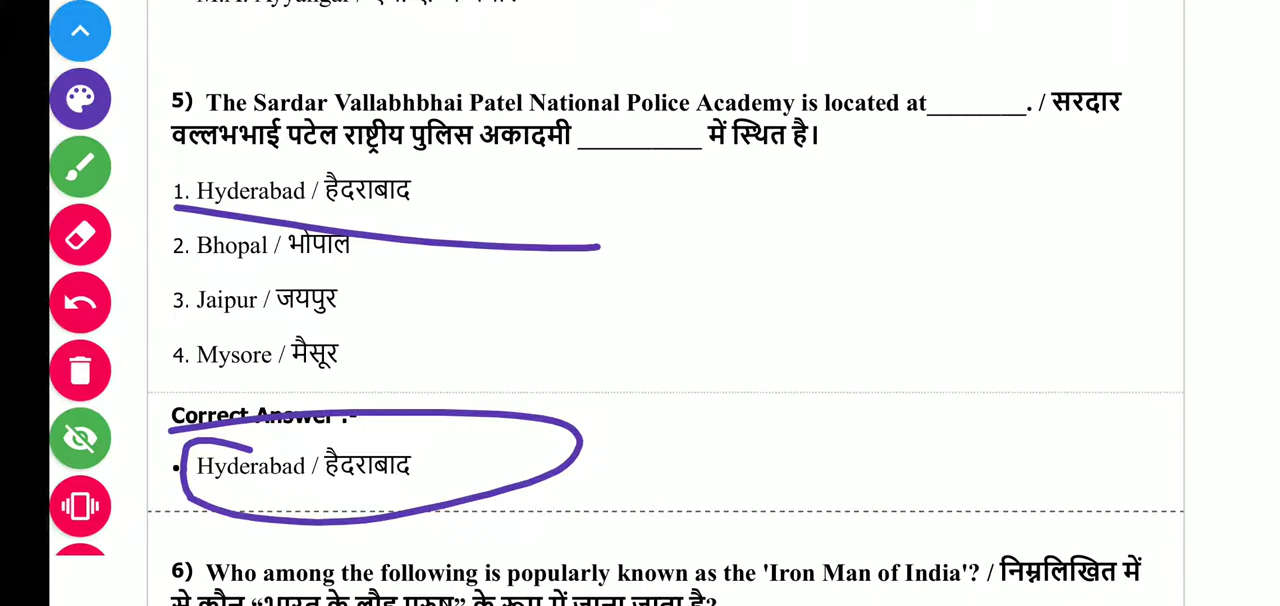 5) The Sardar Vallabhbhai Patel National Police Academy is located at________. / सरदार
वल्लभभाई पटेल राष्ट्रीय पुलिस अकादमी __________ में स्थित है।
1. Hyderabad / हैदराबाद
2. Bhopal / भोपाल
3. Jaipur / जयपुर
4. Mysore / मैसूर
Correct Answer :-
• Hyderabad / हैदराबाद
6) Who among the following is popularly known as the 'Iron Man of India'? / निम्नलिखित में
से कौन “भारत के लौह पुरुष” के रूप में जाना जाता है?